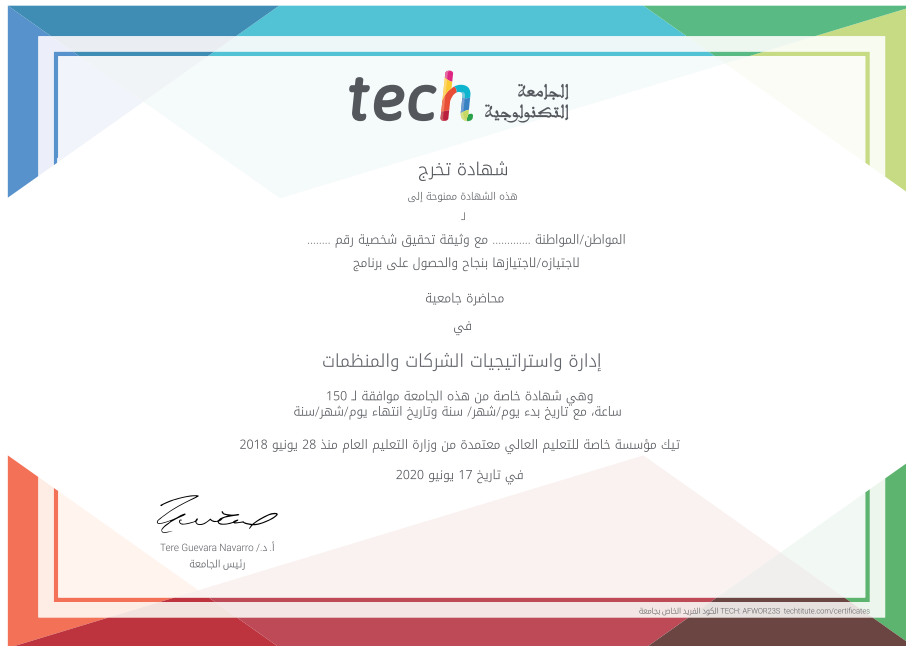 tech الجامعة
التكنولوجية
شهادة تخرج
هذه الشهادة ممنوحة إلى
لـ
المواطن/المواطنة ............. مع وثيقة تحقيق شخصية رقم ........
لاجتيازه/لاجتيازها بنجاح والحصول على برنامج
محاضرة جامعية
في
إدارة واستراتيجيات الشركات والمنظمات
وهي شهادة خاصة من هذه الجامعة موافقة لـ 150
ساعة، مع تاريخ بدء يوم/شهر/ سنة وتاريخ انتهاء يوم/شهر/سنة
تيك مؤسسة خاصة للتعليم العالي معتمدة من وزارة التعليم العام منذ 28 يونيو 2018
في تاريخ 17 يونيو 2020
أ. د./ Tere Guevara Navarro
رئيس الجامعة
الكود الفريد الخاص بجامعة TECH: AFWOR23S techtitute.com/certificates